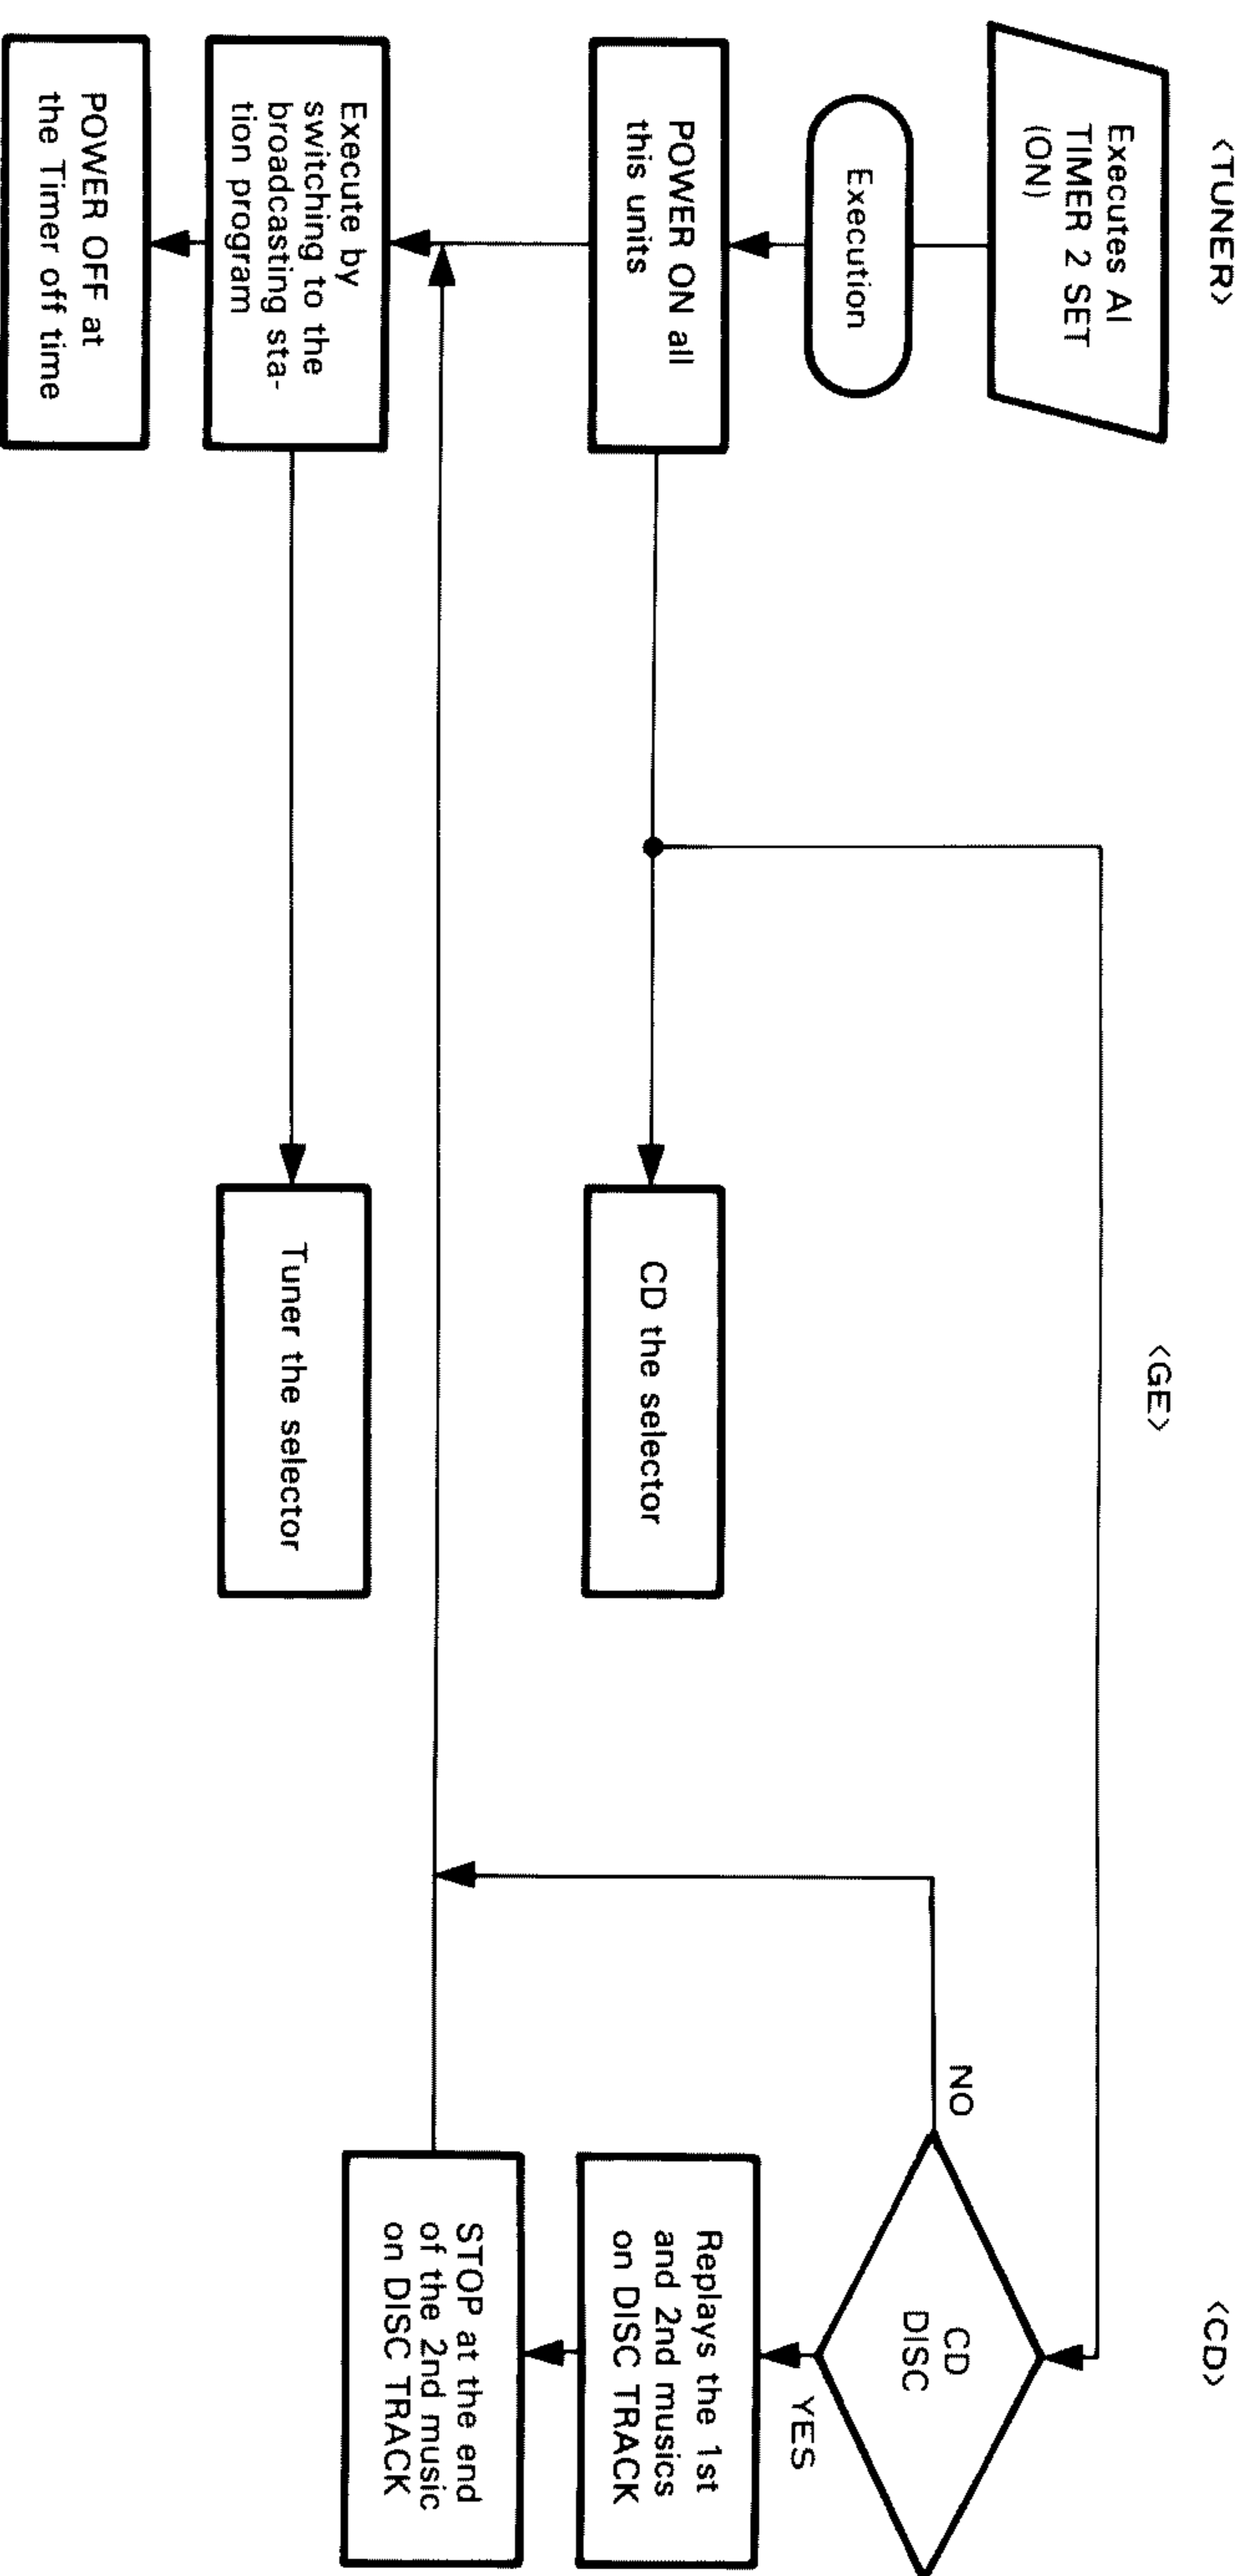 <TUNER>
Executes AI
TIMER 2 SET
(ON)
Execution
POWER ON all
this units
Execute by
switching to the
broadcasting sta-
tion program
POWER OFF at
the Timer off time
<GE>
CD the selector
Tuner the selector
<CD>
CD
DISC
NO
YES
Replays the 1st
and 2nd musics
on DISC TRACK
STOP at the end
of the 2nd music
on DISC TRACK